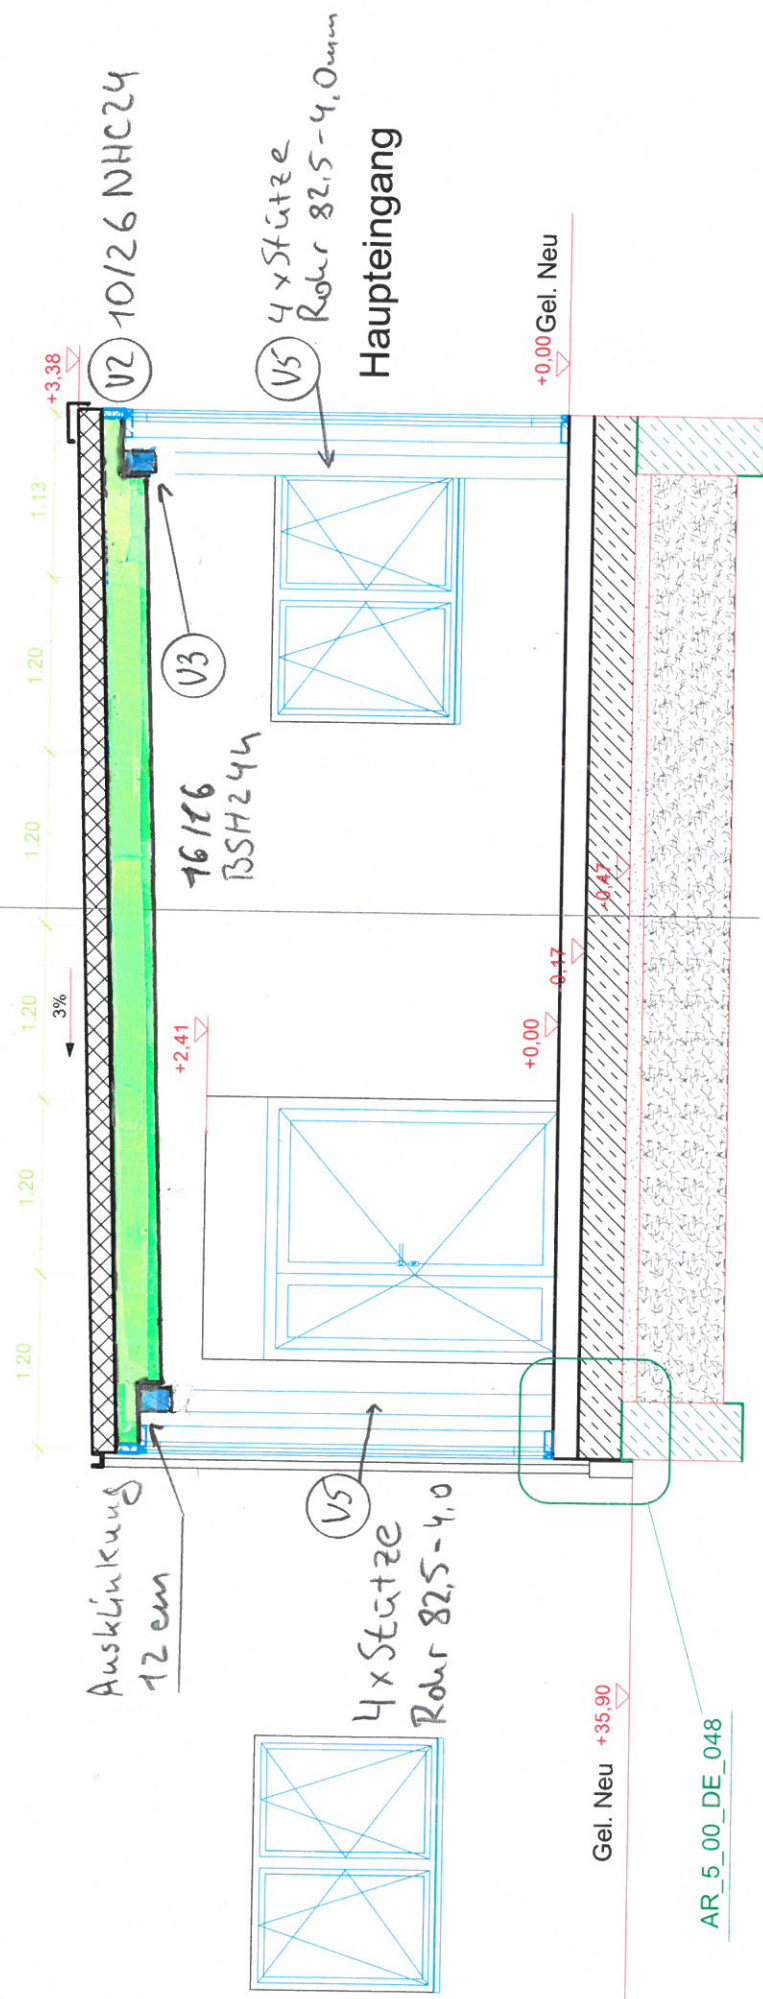 1.20
1.20
1.20
1.20
1.20
1.13
3%
+3,38
V2 10/26 NHC24
Ausklinkung
12 cm
V3
16/16
BSH24h
V5 4 x Stütze
Rohr 82,5-4,0mm
Haupteingang
+2,41
V5
4 x Stütze
Rohr 82,5-4,0
+0,00
+0,00 Gel. Neu
-0,17
-0,47
Gel. Neu +35,90
AR_5_00_DE_048